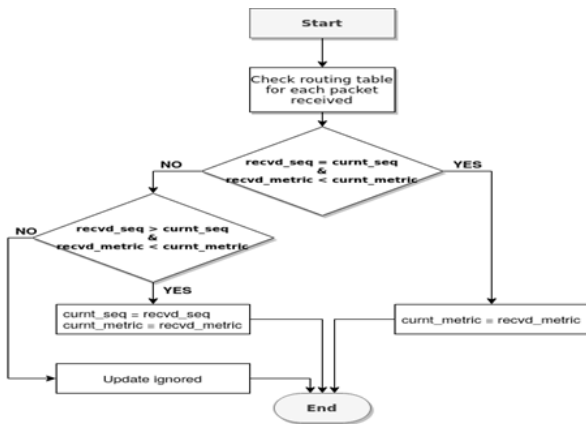 Start
Check routing table
for each packet
received
recvd_seq = curnt_seq
&
recvd_metric < curnt_metric
NO
YES
recvd_seq > curnt_seq
&
recvd_metric < curnt_metric
NO
YES
curnt_seq = recvd_seq
curnt_metric = recvd_metric
curnt_metric = recvd_metric
Update ignored
End